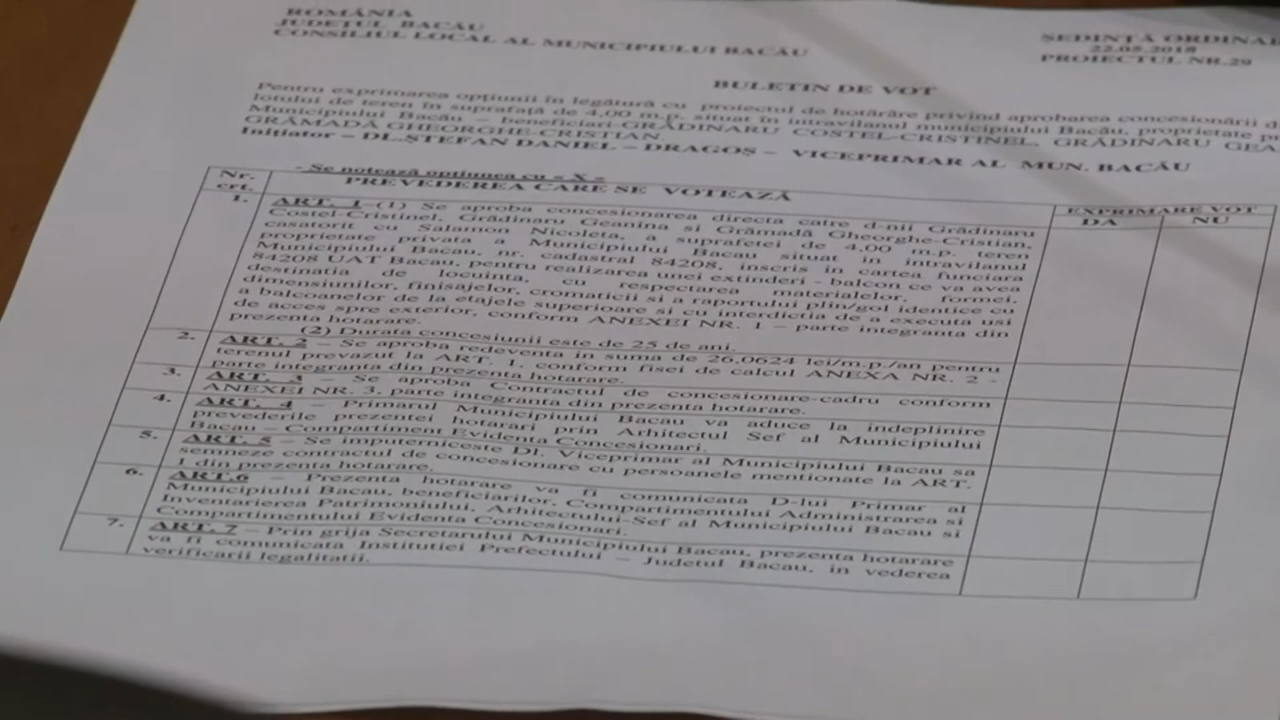 ROMÂNIA
JUDEŢUL BACĂU
CONSILIUL LOCAL AL MUNICIPIULUI BACĂU
ŞEDINŢĂ ORDINAR
22.05.2018
PROIECTUL NR.29
BULETIN DE VOT
Pentru exprimarea opţiunii în legătură cu proiectul de hotărâre privind aprobarea concesionării d
lotului de teren în suprafaţă de 4,00 m.p. situat în intravilanul municipiului Bacău, proprietate p
Municipiului Bacău – beneficiari GRĂDINARU COSTEL-CRISTINEL, GRĂDINARU GEA
GRĂMADĂ GHEORGHE-CRISTIAN.
Initiator – DL.ŞTEFAN DANIEL – DRAGOŞ – VICEPRIMAR AL MUN. BACĂU
- Se notează opţiunea cu « X »
Nr. crt.
PREVEDEREA CARE SE VOTEAZĂ
EXPRIMARE VOT
DA NU
1. ART. 1-(1) Se aproba concesionarea directa catre d-nii Grădinaru
Costel-Cristinel, Grădinaru Geanina si Grămadă Gheorghe-Cristian,
casatorit cu Salamon Nicoleta, a suprafetei de 4,00 m.p. teren
proprietate privata a Municipiului Bacau situat in intravilanul
Municipiului Bacau, nr. cadastral 84208, inscris in cartea funciara
84208 UAT Bacau, pentru realizarea unei extinderi - balcon ce va avea
destinatia de locuinta, cu respectarea materialelor, formei,
dimensiunilor, finisajelor, cromaticii si a raportului plin/gol identice cu
a balcoanelor de la etajele superioare si cu interdictia de a executa usi
de acces spre exterior, conform ANEXEI NR. 1 – parte integranta din
prezenta hotarare.
(2) Durata concesiunii este de 25 de ani.
2. ART. 2 – Se aproba redeventa in suma de 26,0624 lei/m.p./an pentru
terenul prevazut la ART. 1, conform fisei de calcul ANEXA NR. 2 -
parte integranta din prezenta hotarare.
3. ART. 3 – Se aproba Contractul de concesionare-cadru conform
ANEXEI NR. 3, parte integranta din prezenta hotarare.
4. ART. 4 – Primarul Municipiului Bacau va aduce la indeplinire
prevederile prezentei hotarari prin Arhitectul Sef al Municipiului
Bacau – Compartiment Evidenta Concesionari.
5. ART. 5 – Se imputerniceste Dl. Viceprimar al Municipiului Bacau sa
semneze contractul de concesionare cu persoanele mentionate la ART.
1 din prezenta hotarare.
6. ART.6 – Prezenta hotarare va fi comunicata D-lui Primar al
Municipiului Bacau, beneficiarilor, Compartimentului Administrarea si
Inventarierea Patrimoniului, Arhitectului-Sef al Municipiului Bacau si
Compartimentului Evidenta Concesionari.
7. ART. 7 – Prin grija Secretarului Municipiului Bacau, prezenta hotarare
va fi comunicata Institutiei Prefectului – Judetul Bacau, in vederea
verificarii legalitatii.